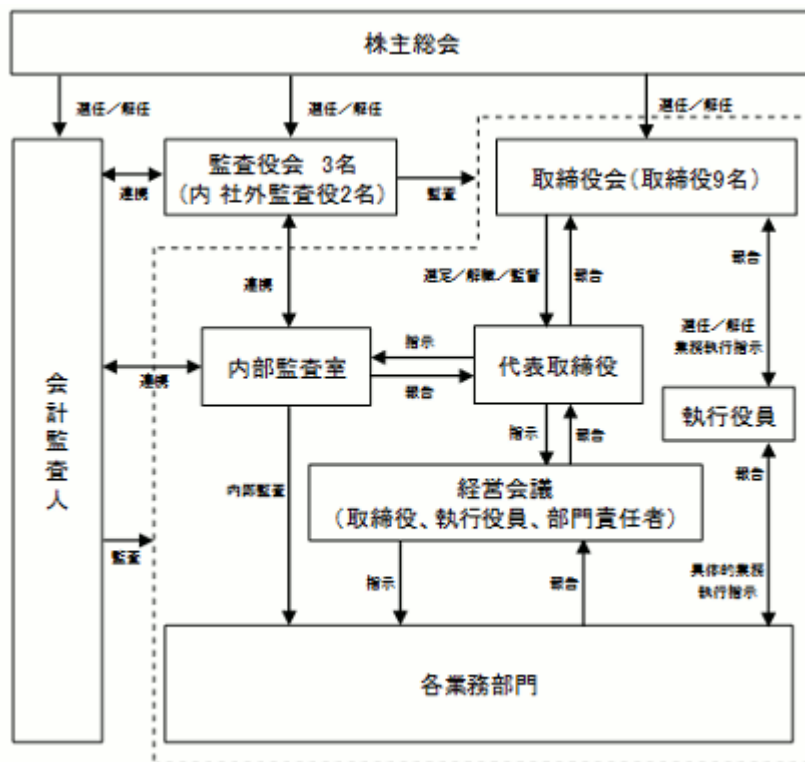 株主総会
選任／解任
選任／解任
選任／解任
監査役会 3名
(内 社外監査役2名)
連携
監査
取締役会(取締役9名)
連携
選定／解職／監督
報告
報告
選任／解任
業務執行指示
指示
内部監査室
代表取締役
連携
報告
執行役員
会計監査人
指示
報告
報告
内部監査
経営会議
(取締役、執行役員、部門責任者)
監査
指示
報告
具体的業務
執行指示
各業務部門